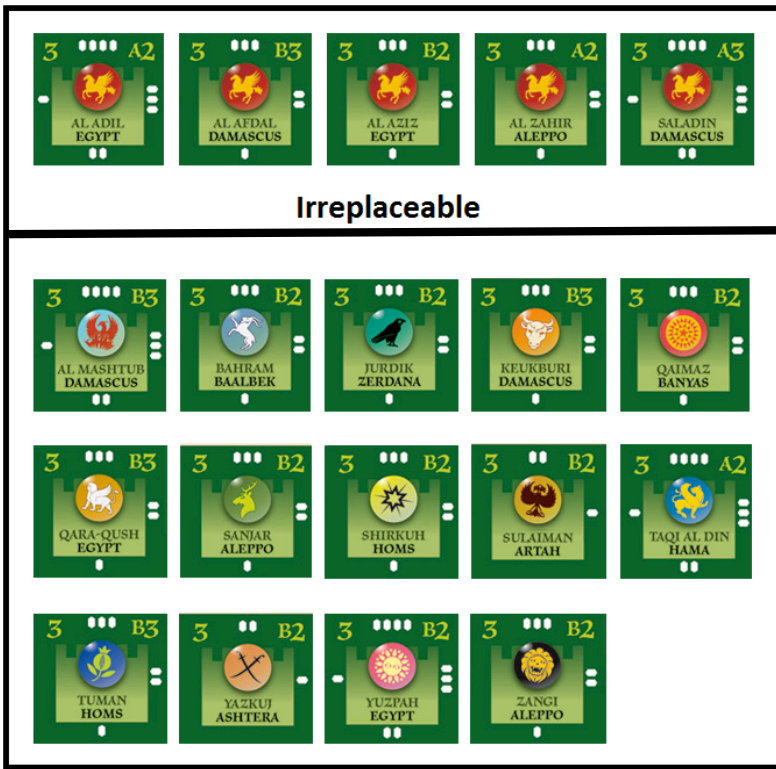 3 A2
AL ADIL
EGYPT
3 B3
AL AFDAL
DAMASCUS
3 B2
AL AZIZ
EGYPT
3 A2
AL ZAHIR
ALEPPO
3 A3
SALADIN
DAMASCUS
Irreplaceable
3 B3
AL MASHTUB
DAMASCUS
3 B2
BAHRAM
BAALBEK
3 B2
JURDIK
ZERDANA
3 B3
KEUKBURI
DAMASCUS
3 B2
QAIMAZ
BANYAS
3 B3
QARA-QUSH
EGYPT
3 B2
SANJAR
ALEPPO
3 B2
SHIRKUH
HOMS
3 B2
SULAIMAN
ARTAH
3 A2
TAQI AL DIN
HAMA
3 B3
TUMAN
HOMS
3 B2
YAZKUJ
ASHTERA
3 B2
YUZPAH
EGYPT
3 B2
ZANGI
ALEPPO